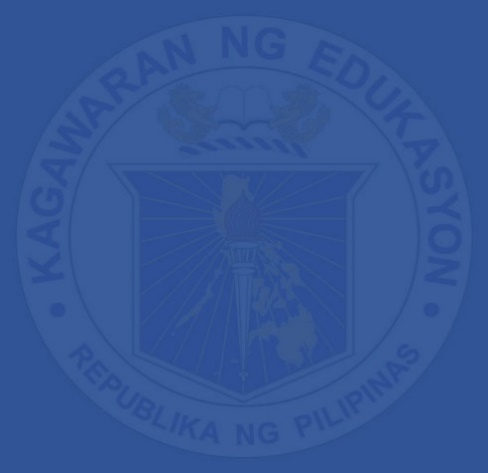 KAGAWARAN NG EDUKASYON
REPUBLIKA NG PILIPINAS